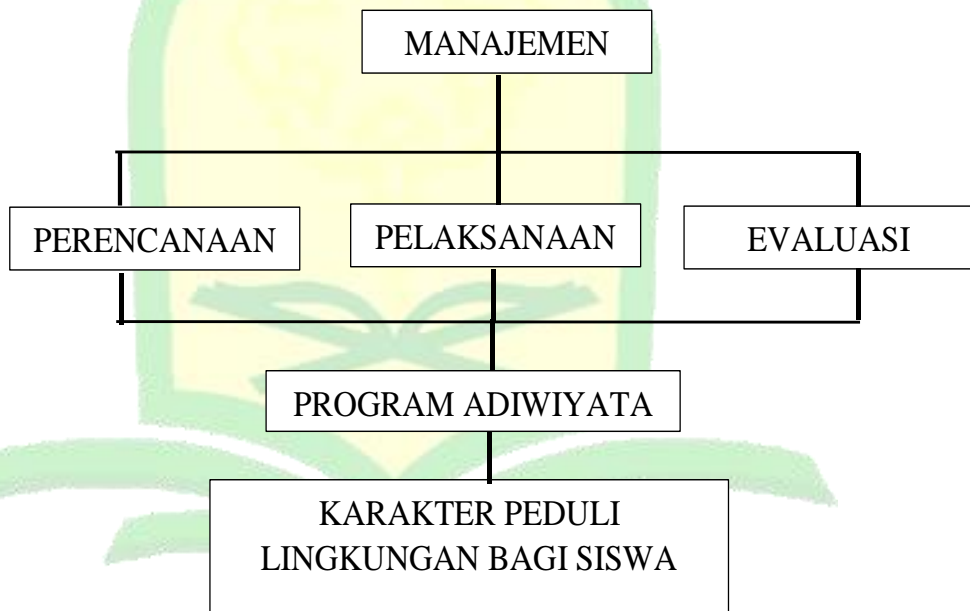 MANAJEMEN
PERENCANAAN
PELAKSANAAN
EVALUASI
PROGRAM ADIWIYATA
KARAKTER PEDULI
LINGKUNGAN BAGI SISWA